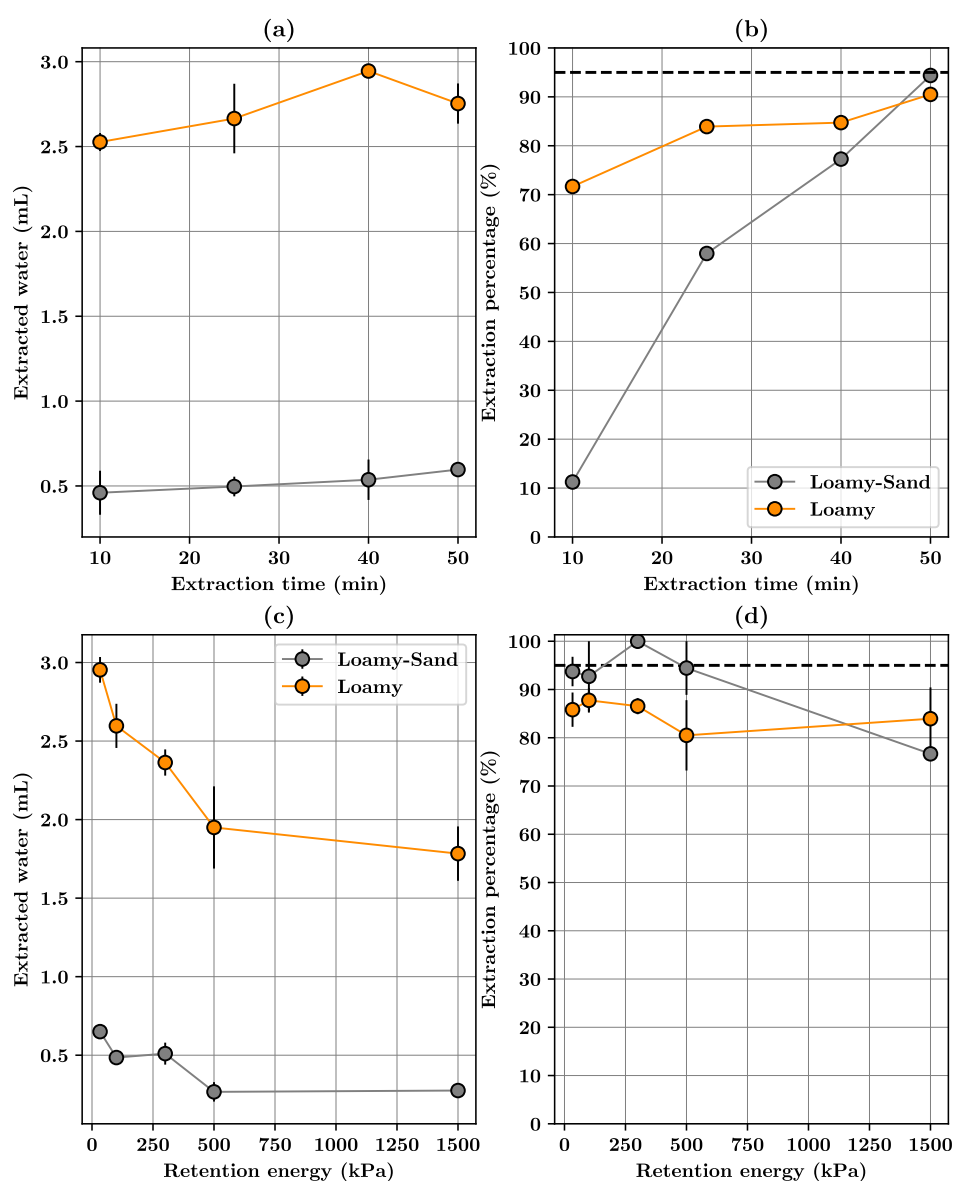 (a)
3.0
2.5
2.0
1.5
1.0
0.5
Extracted water (mL)
10 20 30 40 50
Extraction time (min)
(b)
100
90
80
70
60
50
40
30
20
10
0
Extraction percentage (%)
Loamy-Sand
Loamy
10 20 30 40 50
Extraction time (min)
(c)
3.0
2.5
2.0
1.5
1.0
0.5
Extracted water (mL)
Loamy-Sand
Loamy
0 250 500 750 1000 1250 1500
Retention energy (kPa)
(d)
100
90
80
70
60
50
40
30
20
10
0
Extraction percentage (%)
0 250 500 750 1000 1250 1500
Retention energy (kPa)